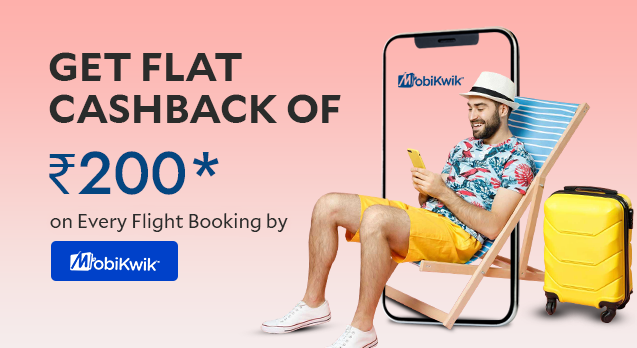 GET FLAT
CASHBACK OF
₹200*
on Every Flight Booking by
MobiKwik
MobiKwik